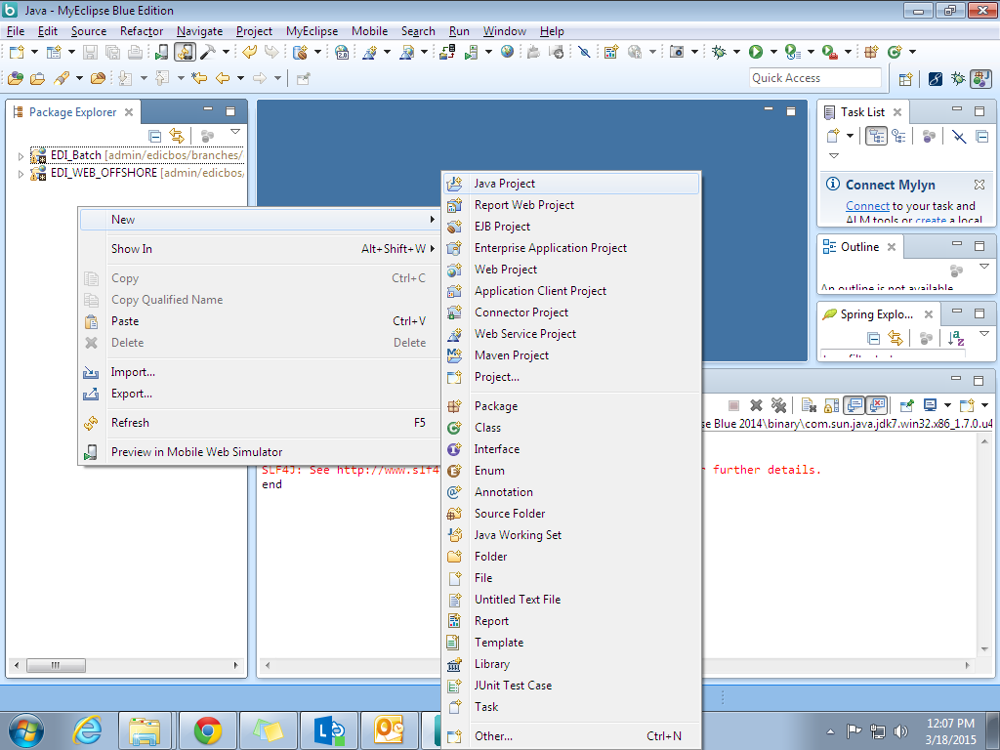 Java - MyEclipse Blue Edition
File Edit Source Refactor Navigate Project MyEclipse Mobile Search Run Window Help
Quick Access
Package Explorer
EDI_Batch [admin/edicbos/branches/
EDI_WEB_OFFSHORE [admin/edicbos/
New
Show In Alt+Shift+W
Copy Ctrl+C
Copy Qualified Name
Paste Ctrl+V
Delete Delete
Import...
Export...
Refresh F5
Preview in Mobile Web Simulator
Java Project
Report Web Project
EJB Project
Enterprise Application Project
Web Project
Application Client Project
Connector Project
Web Service Project
Maven Project
Project...
Package
Class
Interface
Enum
Annotation
Source Folder
Java Working Set
Folder
File
Untitled Text File
Report
Template
Library
JUnit Test Case
Task
Other... Ctrl+N
Task List
Connect Mylyn
Connect to your task and
ALM tools or create a local
Outline
An outline is not available.
Spring Explo...
se Blue 2014\binary\com.sun.java.jdk7.win32.x86_1.7.0.u4
SLF4J: See http://www.slf4
r further details.
end
12:07 PM
3/18/2015